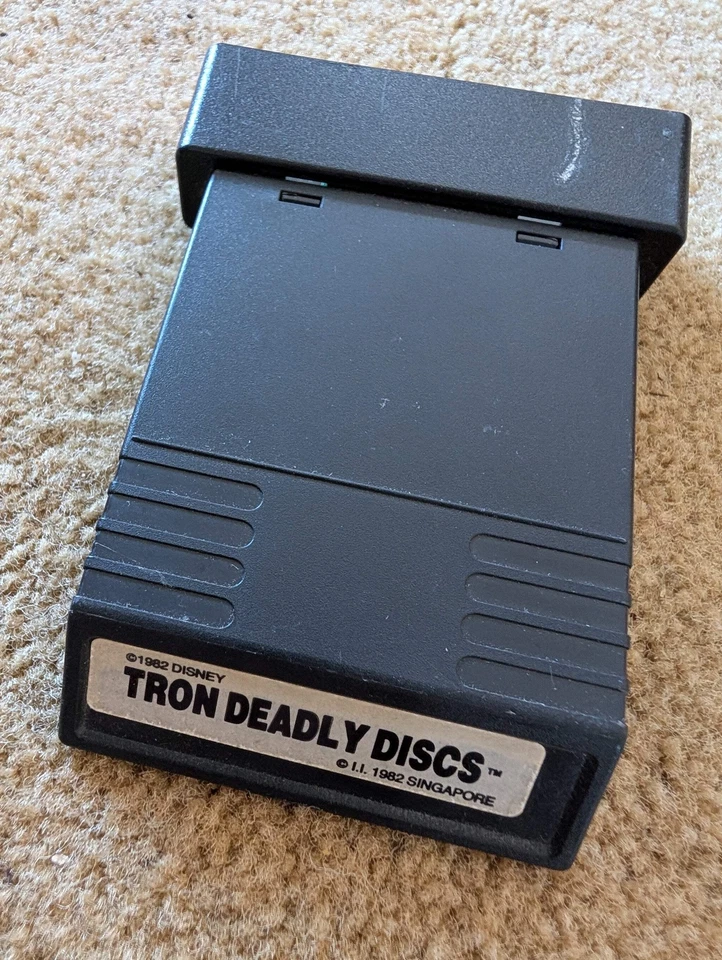 ©1982 DISNEY
TRON DEADLY DISCS™
© I.I. 1982 SINGAPORE